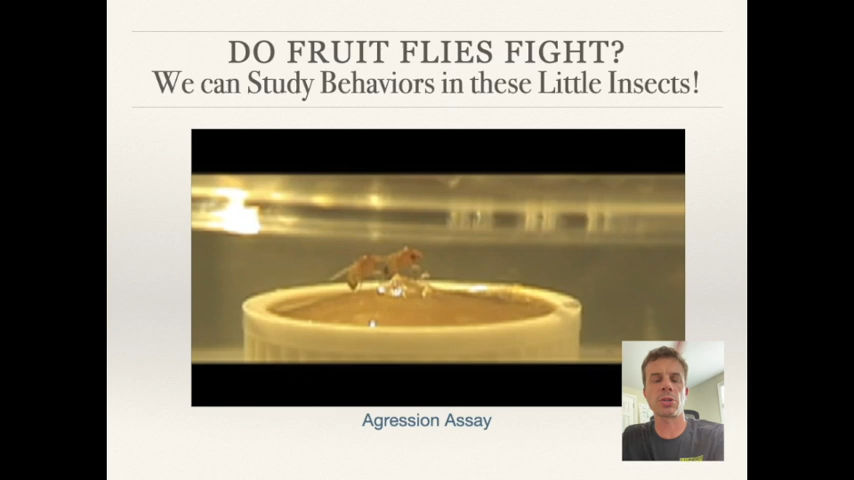 DO FRUIT FLIES FIGHT?
We can Study Behaviors in these Little Insects!
Agression Assay